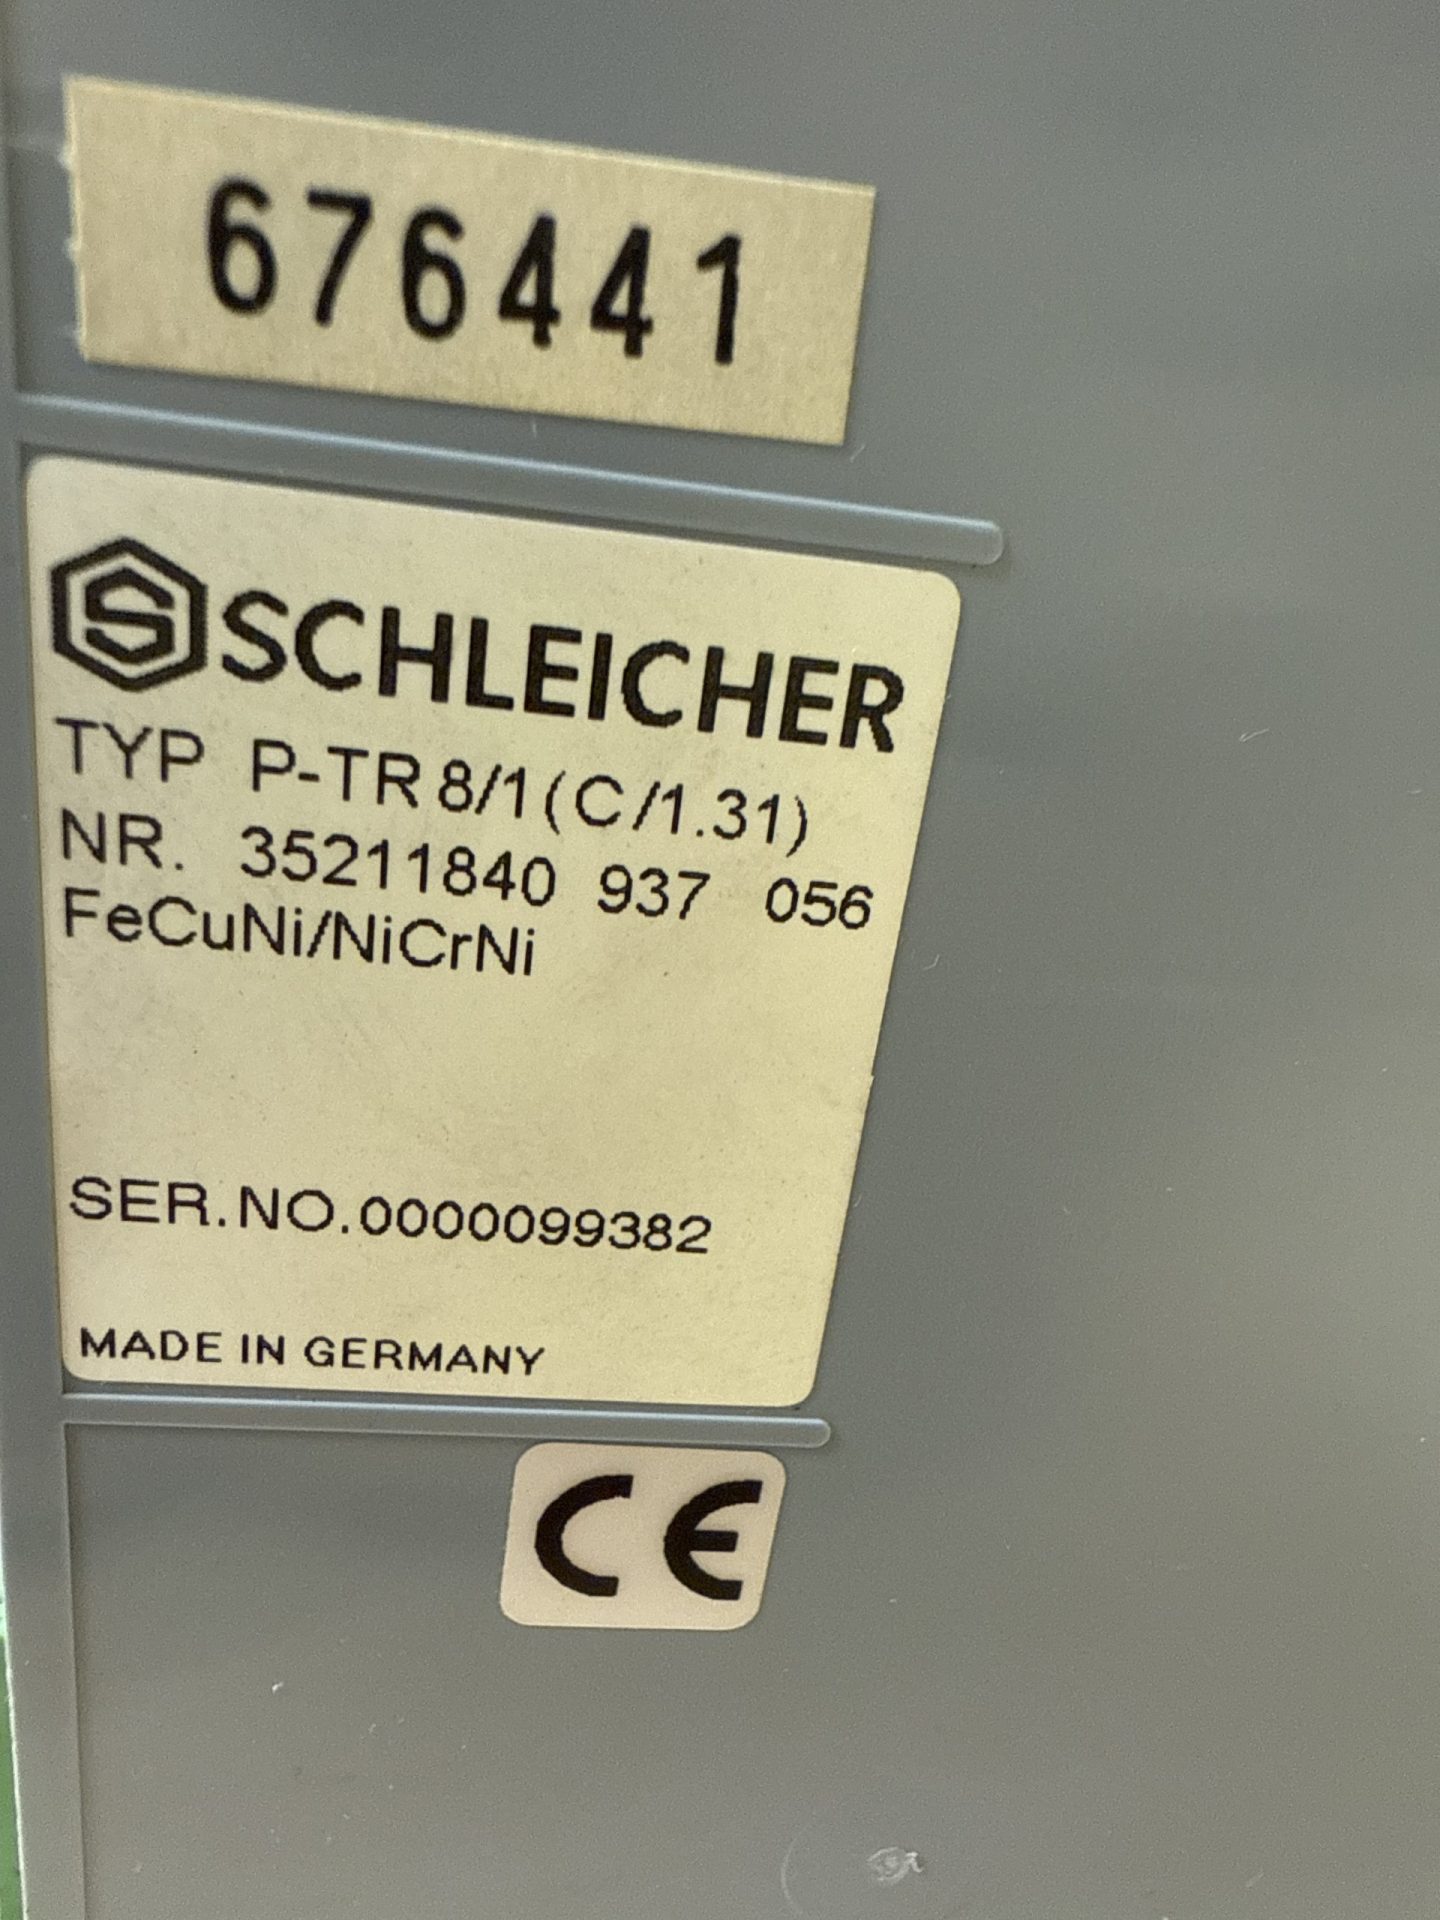 676441
S SCHLEICHER
TYP P-TR 8/1 (C/1.31)
NR. 35211840 937 056
FeCuNi/NiCrNi
SER.NO.0000099382
MADE IN GERMANY
CE